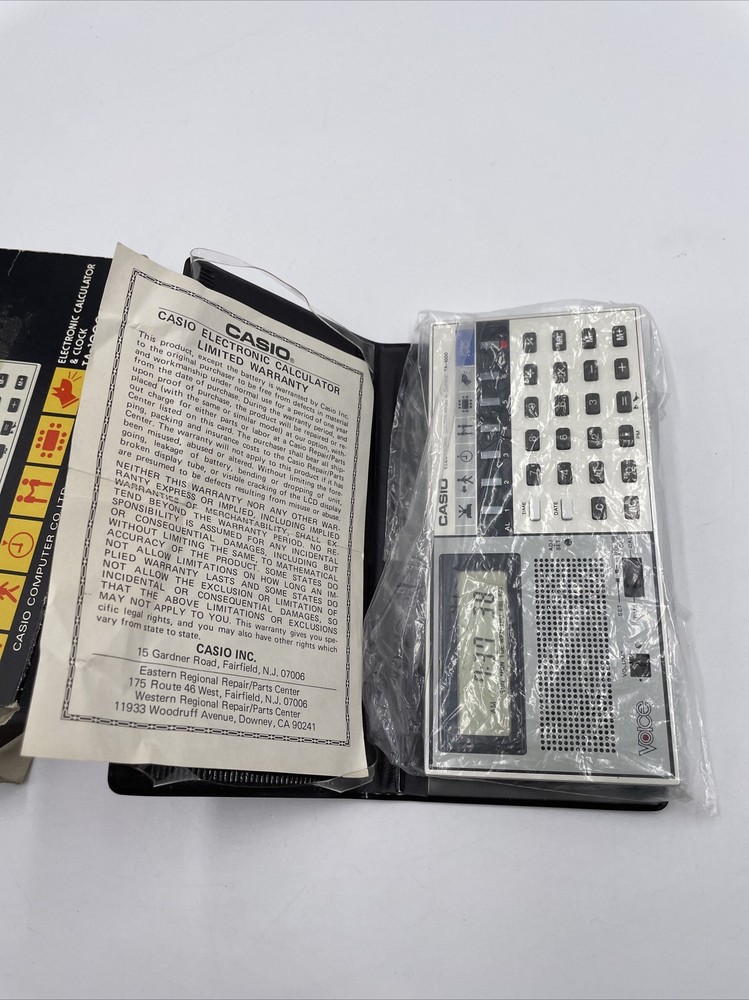 ELECTRONIC CALCULATOR
& CLOCK
CASIO COMPUTER CO., LTD.
CASIO
CASIO ELECTRONIC CALCULATOR
LIMITED WARRANTY
This product, except the battery is warranted by Casio Inc.
to the original purchaser to be free from defects in material
and workmanship under normal use for a period of one year
from the date of purchase. During the warranty period, and
upon proof of purchase, the product will be repaired or re-
placed (with the same or similar model) at our option, with-
out charge for either parts or labor at a Casio Repair/Parts
Center listed on this card. The purchaser shall bear all ship-
ping, packing and insurance costs to the Casio Repair/Parts
Center. The warranty will not apply to this product if it has
been misused, abused or altered. Without limiting the fore-
going, leakage of battery, bending or dropping of unit,
broken display, tube, or visible cracking of the LCD display
are presumed to be defects resulting from misuse or abuse.
NEITHER THIS WARRANTY NOR ANY OTHER WAR-
RANTY EXPRESS OR IMPLIED, INCLUDING IMPLIED
WARRANTIES OF MERCHANTABILITY, SHALL EX-
TEND BEYOND THE WARRANTY PERIOD. NO RE-
SPONSIBILITY IS ASSUMED FOR ANY INCIDENTAL
OR CONSEQUENTIAL DAMAGES, INCLUDING BUT
WITHOUT LIMITING THE SAME TO MATHEMATICAL
ACCURACY OF THE PRODUCT. SOME STATES DO
NOT ALLOW LIMITATIONS ON HOW LONG AN IM-
PLIED WARRANTY LASTS AND SOME STATES DO
NOT ALLOW THE EXCLUSION OR LIMITATION OF
INCIDENTAL OR CONSEQUENTIAL DAMAGES, SO
THAT THE ABOVE LIMITATIONS OR EXCLUSIONS
MAY NOT APPLY TO YOU. This warranty gives you spe-
cific legal rights, and you may also have other rights which
vary from state to state.
CASIO INC.
15 Gardner Road, Fairfield, N.J. 07006
Eastern Regional Repair/Parts Center
175 Route 46 West, Fairfield, N.J. 07006
Western Regional Repair/Parts Center
11933 Woodruff Avenue, Downey, CA 90241
CASIO
TA-1000
AL 1 2 3
TIME
DATE
M+
−
+
PM
AM
SET
voice